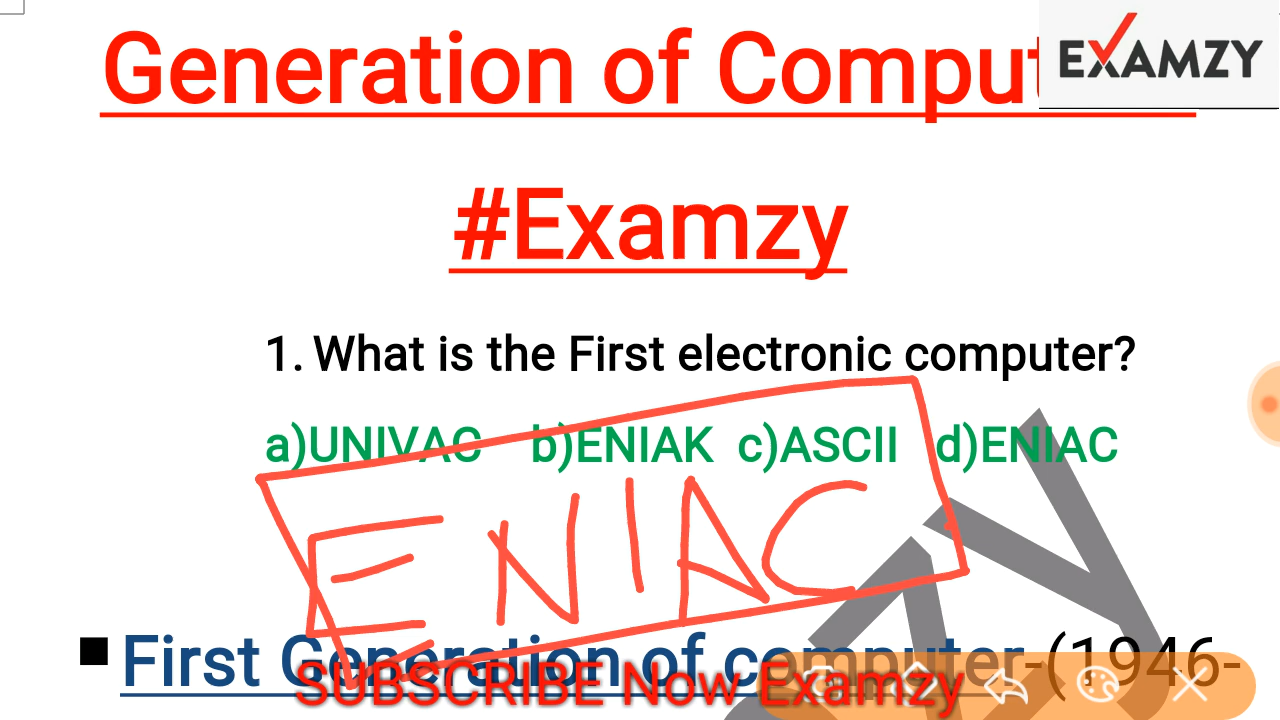 Generation of Comput
EXAMZY
#Examzy
1. What is the First electronic computer?
a)UNIVAC b)ENIAK c)ASCII d)ENIAC
ENIAC
First Generation of computer-(1946-
SUBSCRIBE Now Examzy
ZY